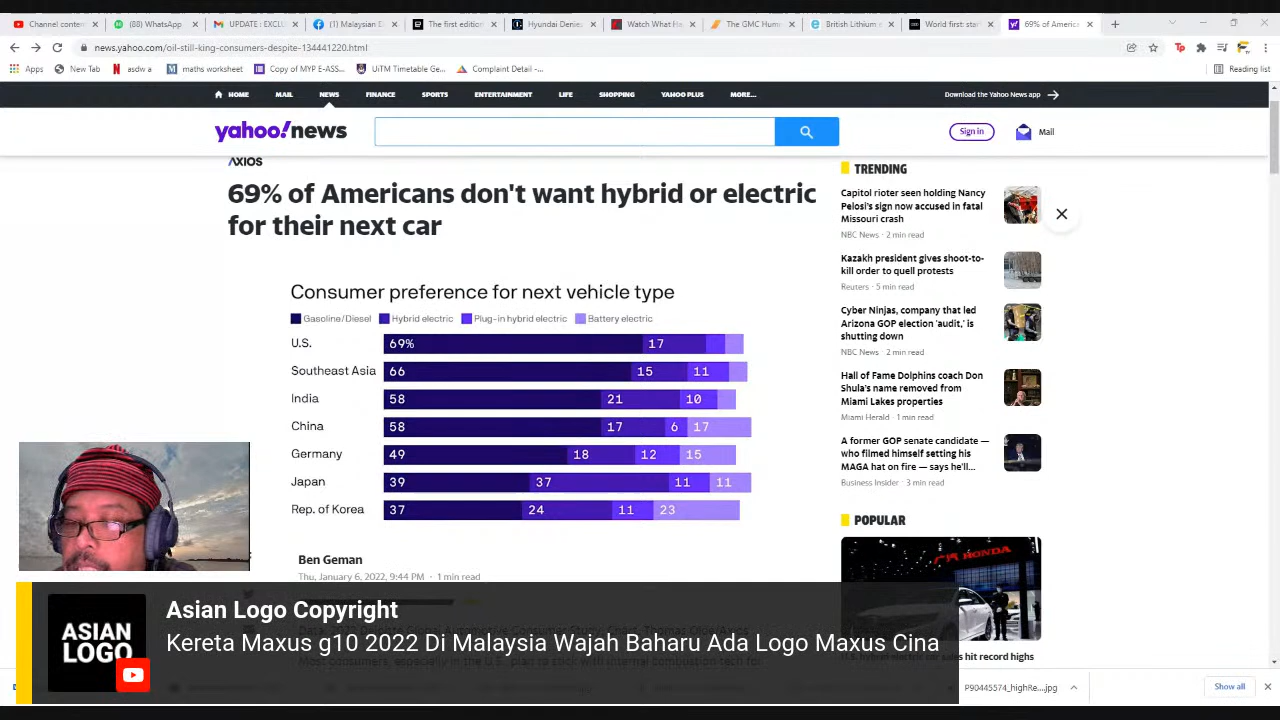 Channel content
(88) WhatsApp
UPDATE : EXCLU
(1) Malaysian D
The first edition
Hyundai Denies
Watch What Ha
The GMC Hum
British Lithium e
World first: star
69% of America
news.yahoo.com/oil-still-king-consumers-despite-134441220.html
Apps
New Tab
asdw a
maths worksheet
Copy of MYP E-ASS...
UiTM Timetable Ge...
Complaint Detail -...
Reading list
HOME
MAIL
NEWS
FINANCE
SPORTS
ENTERTAINMENT
LIFE
SHOPPING
YAHOO PLUS
MORE...
Download the Yahoo News app
yahoo!news
Sign in
Mail
AXIOS
69% of Americans don't want hybrid or electric
for their next car
Consumer preference for next vehicle type
Gasoline/Diesel
Hybrid electric
Plug-in hybrid electric
Battery electric
U.S. 69% 17
Southeast Asia 66 15 11
India 58 21 10
China 58 17 6 17
Germany 49 18 12 15
Japan 39 37 11 11
Rep. of Korea 37 24 11 23
Ben Geman
Thu, January 6, 2022, 9:44 PM · 1 min read
TRENDING
Capitol rioter seen holding Nancy
Pelosi's sign now accused in fatal
Missouri crash
NBC News · 2 min read
Kazakh president gives shoot-to-
kill order to quell protests
Reuters · 5 min read
Cyber Ninjas, company that led
Arizona GOP election 'audit,' is
shutting down
NBC News · 2 min read
Hall of Fame Dolphins coach Don
Shula's name removed from
Miami Lakes properties
Miami Herald · 1 min read
A former GOP senate candidate —
who filmed himself setting his
MAGA hat on fire — says he'll...
Business Insider · 3 min read
POPULAR
HONDA
hit record highs
ASIAN
LOGO
Asian Logo Copyright
Kereta Maxus g10 2022 Di Malaysia Wajah Baharu Ada Logo Maxus Cina
P90445574_highRe....jpg
Show all